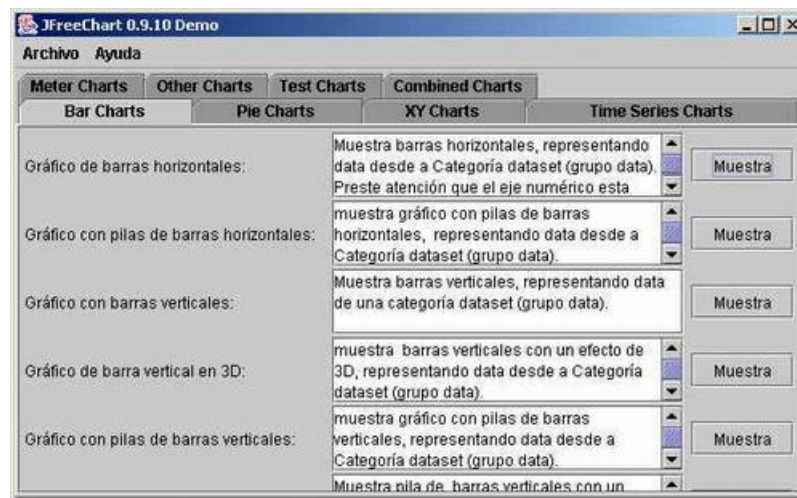 JFreeChart 0.9.10 Demo
Archivo Ayuda
Meter Charts Other Charts Test Charts Combined Charts
Bar Charts Pie Charts XY Charts Time Series Charts
Gráfico de barras horizontales:
Muestra barras horizontales, representando
data desde a Categoría dataset (grupo data).
Preste atención que el eje numérico esta
Muestra
Gráfico con pilas de barras horizontales:
muestra gráfico con pilas de barras
horizontales, representando data desde a
Categoría dataset (grupo data).
Muestra
Gráfico con barras verticales:
Muestra barras verticales, representando data
de una categoría dataset (grupo data).
Muestra
Gráfico de barra vertical en 3D:
muestra barras verticales con un efecto de
3D, representando data desde a Categoría
dataset (grupo data).
Muestra
Gráfico con pilas de barras verticales:
muestra gráfico con pilas de barras
verticales, representando data desde a
Categoría dataset (grupo data).
Muestra
Muestra pila de barras verticales con un